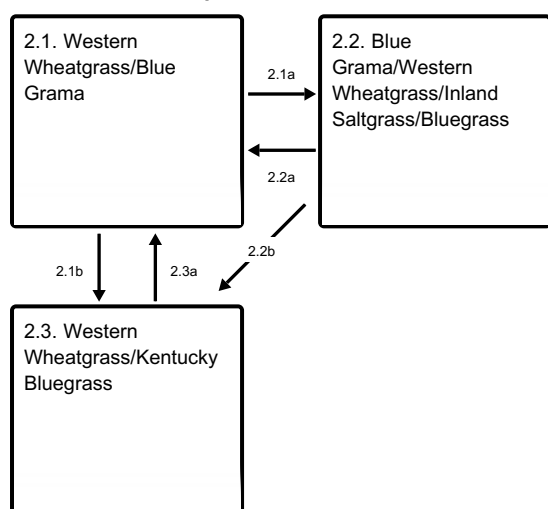 2.1. Western
Wheatgrass/Blue
Grama
2.1a
2.2. Blue
Grama/Western
Wheatgrass/Inland
Saltgrass/Bluegrass
2.2a
2.2b
2.1b
2.3a
2.3. Western
Wheatgrass/Kentucky
Bluegrass